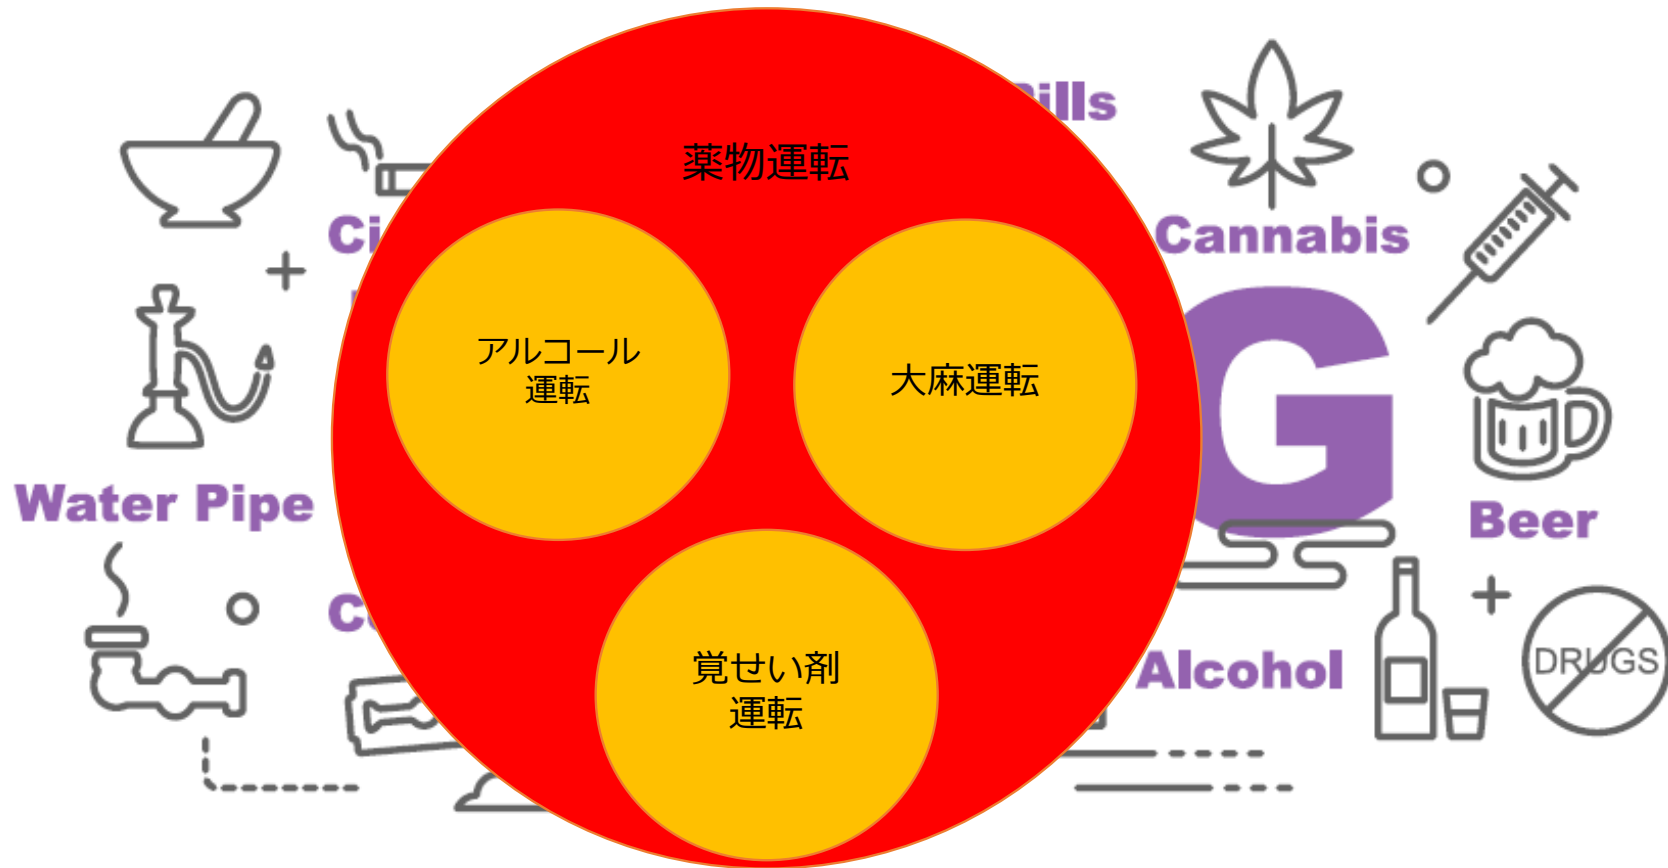 薬物運転
Cannabis
アルコール
運転
大麻運転
G
Water Pipe
Beer
覚せい剤
運転
Alcohol
DRUGS